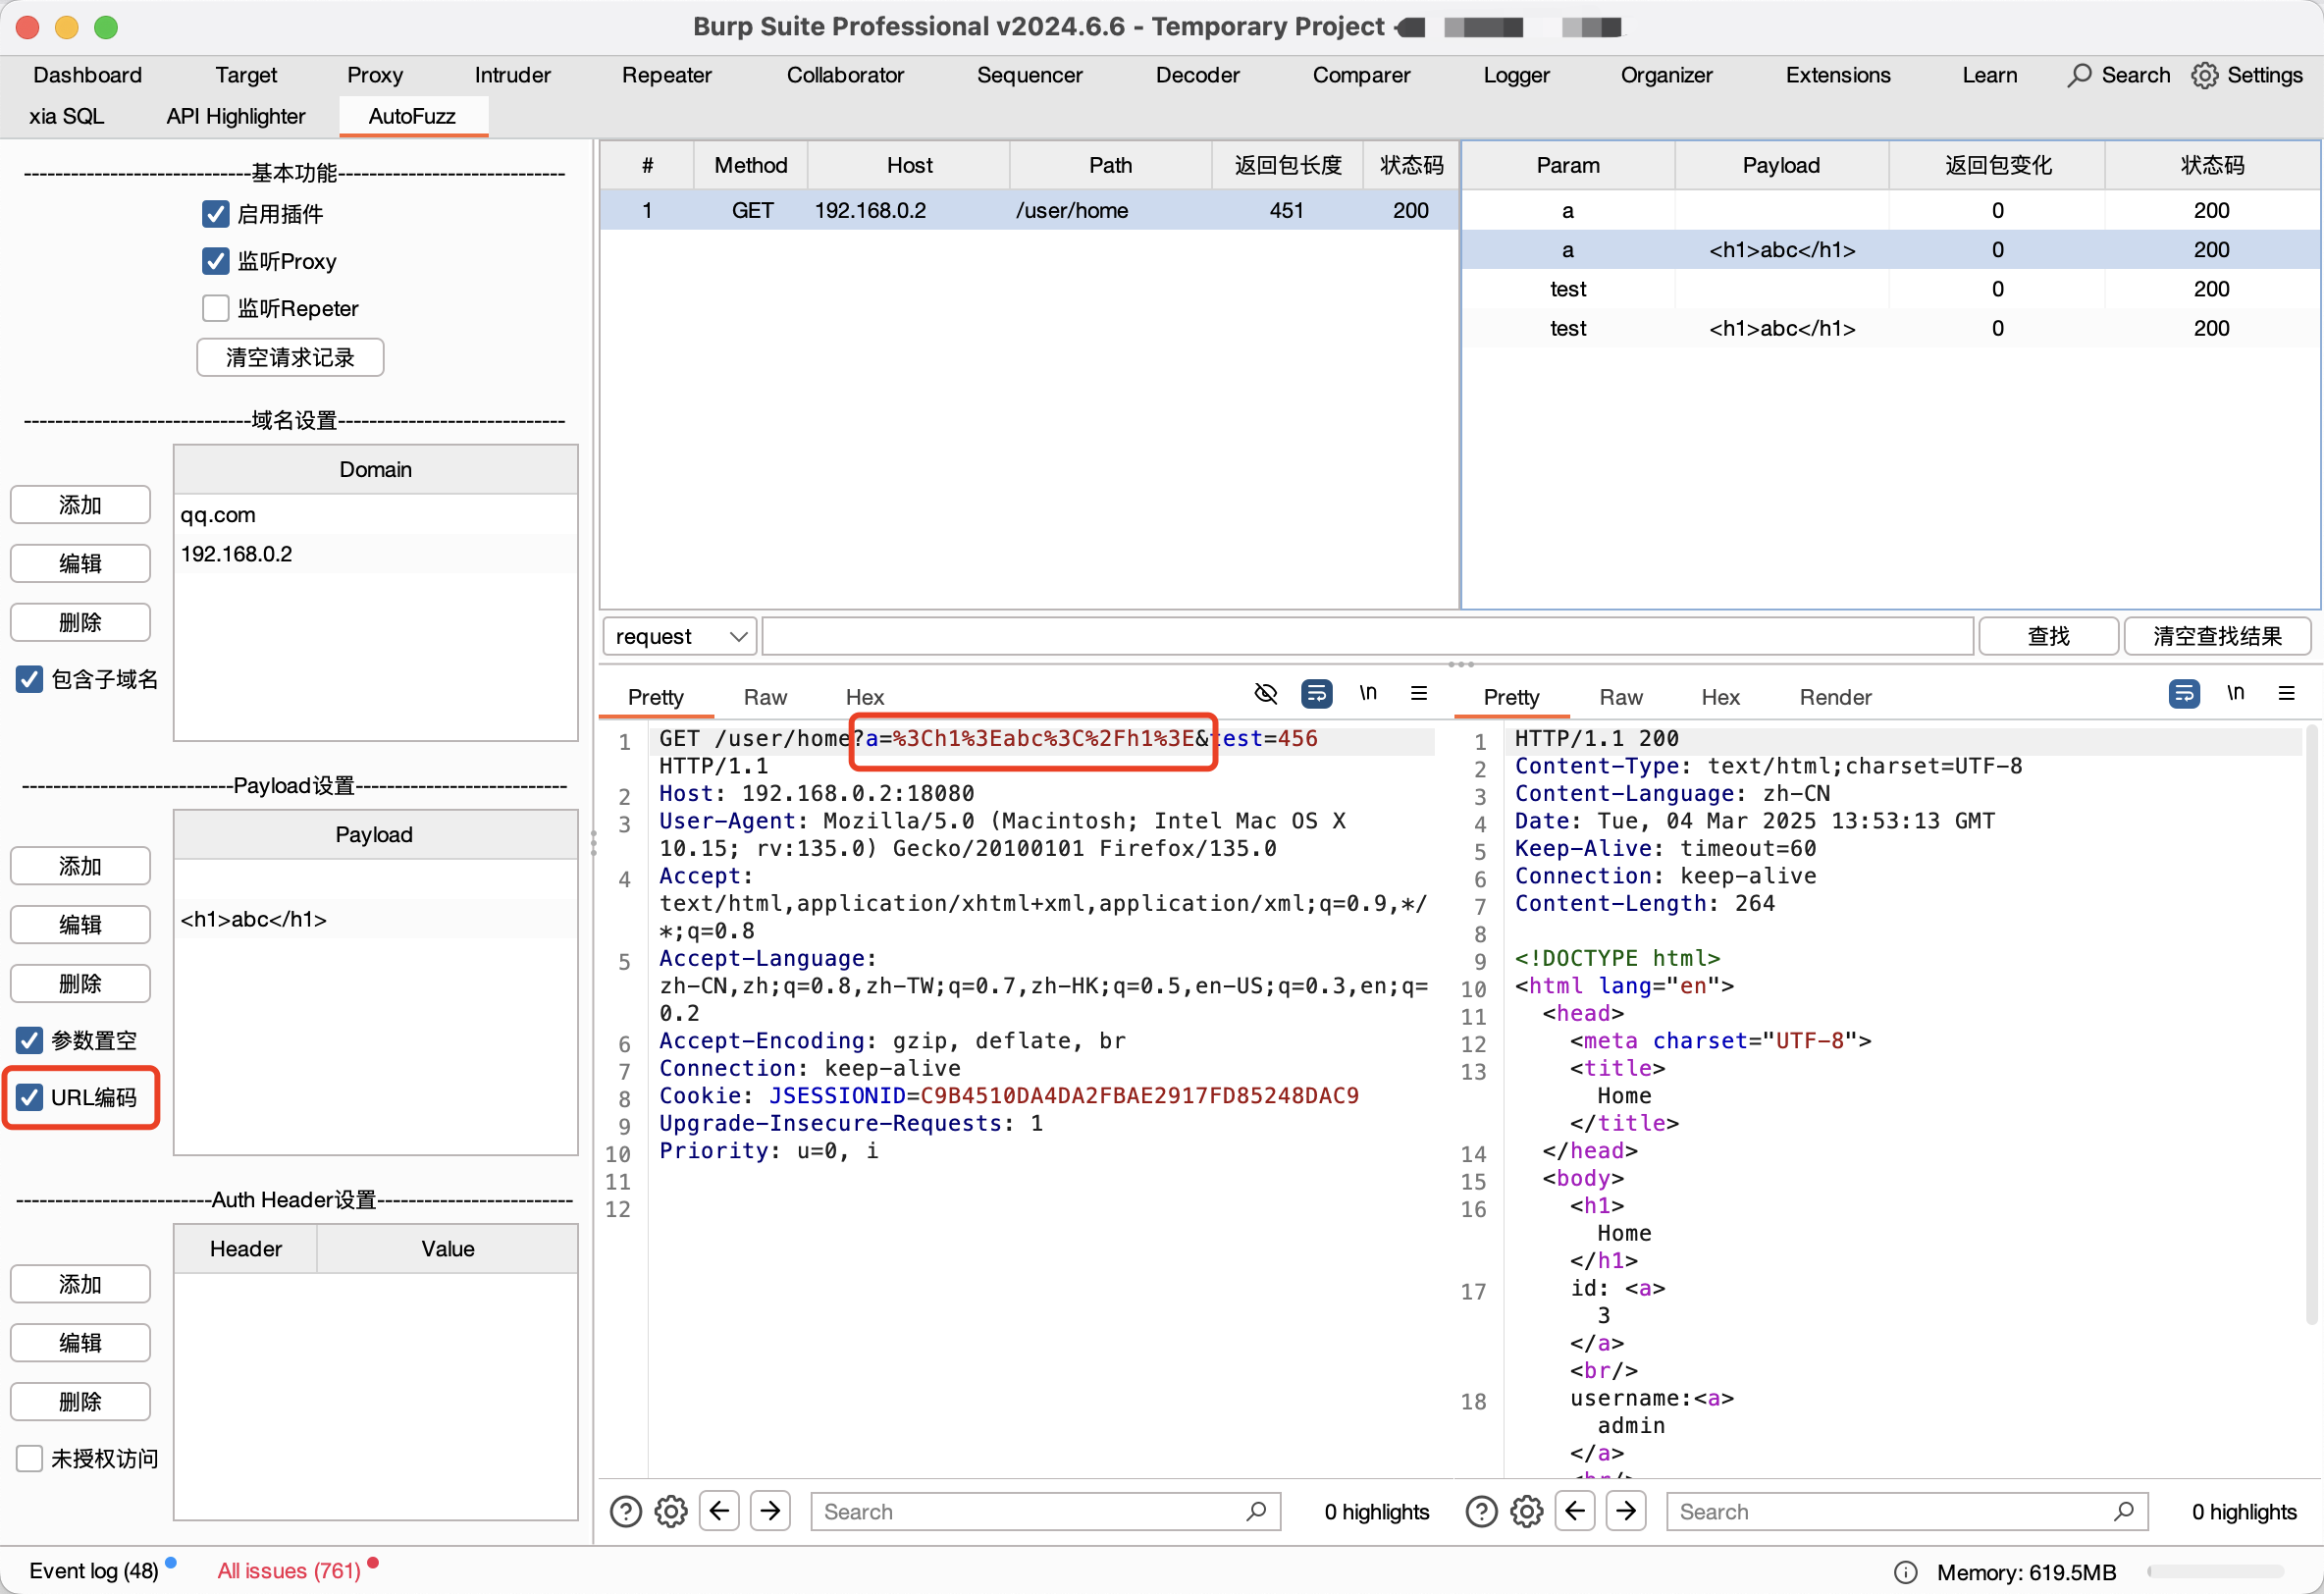 Burp Suite Professional v2024.6.6 - Temporary Project -
Dashboard Target Proxy Intruder Repeater Collaborator Sequencer Decoder Comparer Logger Organizer Extensions Learn Search Settings
xia SQL API Highlighter AutoFuzz
-----------------------------基本功能-----------------------------
启用插件
监听Proxy
监听Repeter
清空请求记录
-----------------------------域名设置-----------------------------
Domain
qq.com
192.168.0.2
添加
编辑
删除
包含子域名
---------------------------Payload设置---------------------------
Payload
<h1>abc</h1>
添加
编辑
删除
参数置空
URL编码
-------------------------Auth Header设置-------------------------
Header Value
添加
编辑
删除
未授权访问
# Method Host Path 返回包长度 状态码
1 GET 192.168.0.2 /user/home 451 200
Param Payload 返回包变化 状态码
a 0 200
a <h1>abc</h1> 0 200
test 0 200
test <h1>abc</h1> 0 200
request 查找 清空查找结果
Pretty Raw Hex \n
1 GET /user/home?a=%3Ch1%3Eabc%3C%2Fh1%3E&test=456
HTTP/1.1
2 Host: 192.168.0.2:18080
3 User-Agent: Mozilla/5.0 (Macintosh; Intel Mac OS X
10.15; rv:135.0) Gecko/20100101 Firefox/135.0
4 Accept:
text/html,application/xhtml+xml,application/xml;q=0.9,*/
*;q=0.8
5 Accept-Language:
zh-CN,zh;q=0.8,zh-TW;q=0.7,zh-HK;q=0.5,en-US;q=0.3,en;q=
0.2
6 Accept-Encoding: gzip, deflate, br
7 Connection: keep-alive
8 Cookie: JSESSIONID=C9B4510DA4DA2FBAE2917FD85248DAC9
9 Upgrade-Insecure-Requests: 1
10 Priority: u=0, i
11
12
Search 0 highlights
Pretty Raw Hex Render \n
1 HTTP/1.1 200
2 Content-Type: text/html;charset=UTF-8
3 Content-Language: zh-CN
4 Date: Tue, 04 Mar 2025 13:53:13 GMT
5 Keep-Alive: timeout=60
6 Connection: keep-alive
7 Content-Length: 264
8
9 <!DOCTYPE html>
10 <html lang="en">
11 <head>
12 <meta charset="UTF-8">
13 <title>
Home
</title>
14 </head>
15 <body>
16 <h1>
Home
</h1>
17 id: <a>
3
</a>
<br/>
18 username:<a>
admin
</a>
<br/>
Search 0 highlights
Event log (48) All issues (761) Memory: 619.5MB